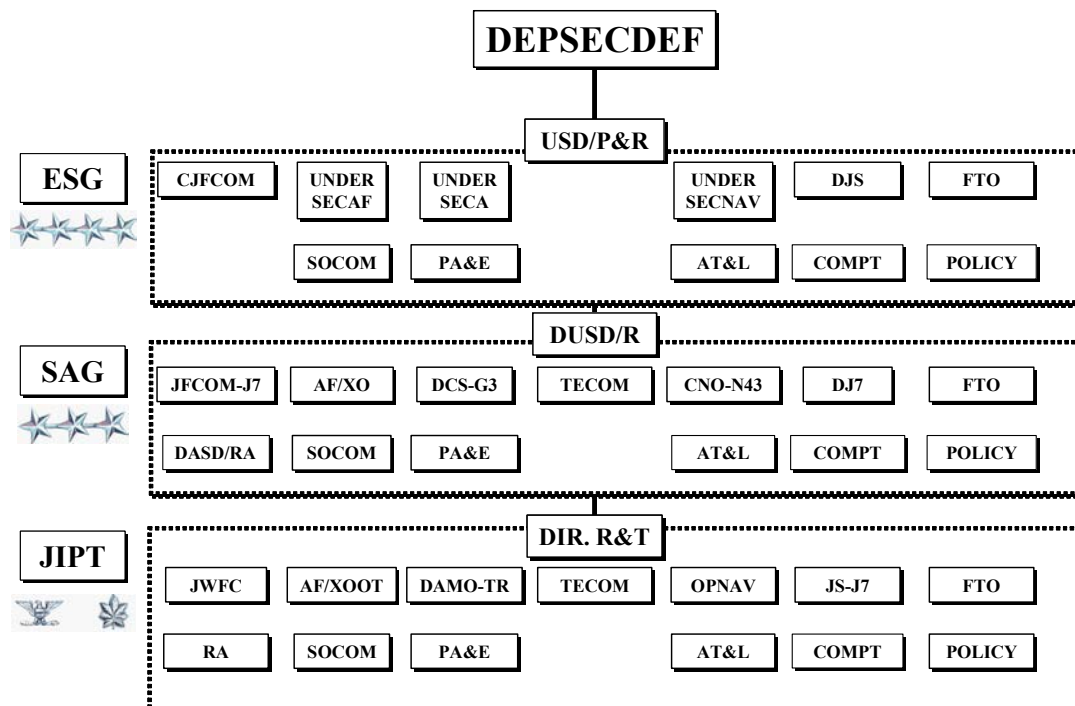 DEPSECDEF
USD/P&R
ESG
CJFCOM
UNDER
SECAF
UNDER
SECA
UNDER
SECNAV
DJS
FTO
SOCOM
PA&E
AT&L
COMPT
POLICY
DUSD/R
SAG
JFCOM-J7
AF/XO
DCS-G3
TECOM
CNO-N43
DJ7
FTO
DASD/RA
SOCOM
PA&E
AT&L
COMPT
POLICY
DIR. R&T
JIPT
JWFC
AF/XOOT
DAMO-TR
TECOM
OPNAV
JS-J7
FTO
RA
SOCOM
PA&E
AT&L
COMPT
POLICY